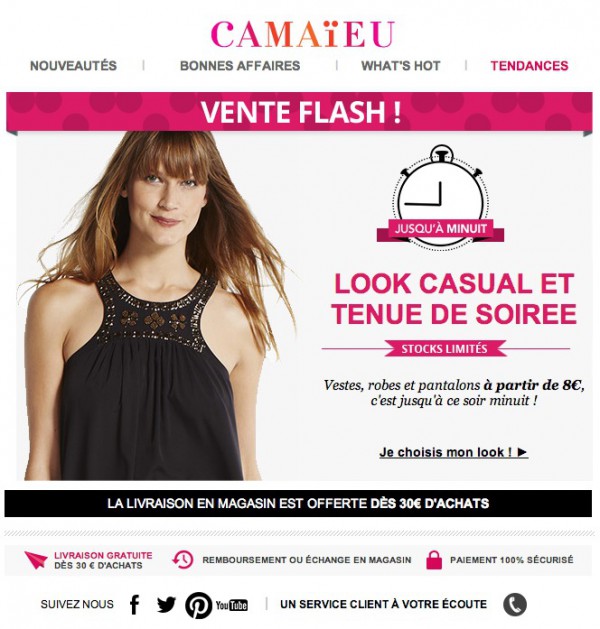 CAMAïEU
NOUVEAUTÉS | BONNES AFFAIRES | WHAT'S HOT | TENDANCES
VENTE FLASH !
JUSQU'À MINUIT
LOOK CASUAL ET
TENUE DE SOIREE
STOCKS LIMITÉS
Vestes, robes et pantalons à partir de 8€,
c'est jusqu'à ce soir minuit !
Je choisis mon look ! ►
LA LIVRAISON EN MAGASIN EST OFFERTE DÈS 30€ D'ACHATS
LIVRAISON GRATUITE
DÈS 30 € D'ACHATS
REMBOURSEMENT OU ÉCHANGE EN MAGASIN
PAIEMENT 100% SÉCURISÉ
SUIVEZ NOUS
YouTube
UN SERVICE CLIENT À VOTRE ÉCOUTE